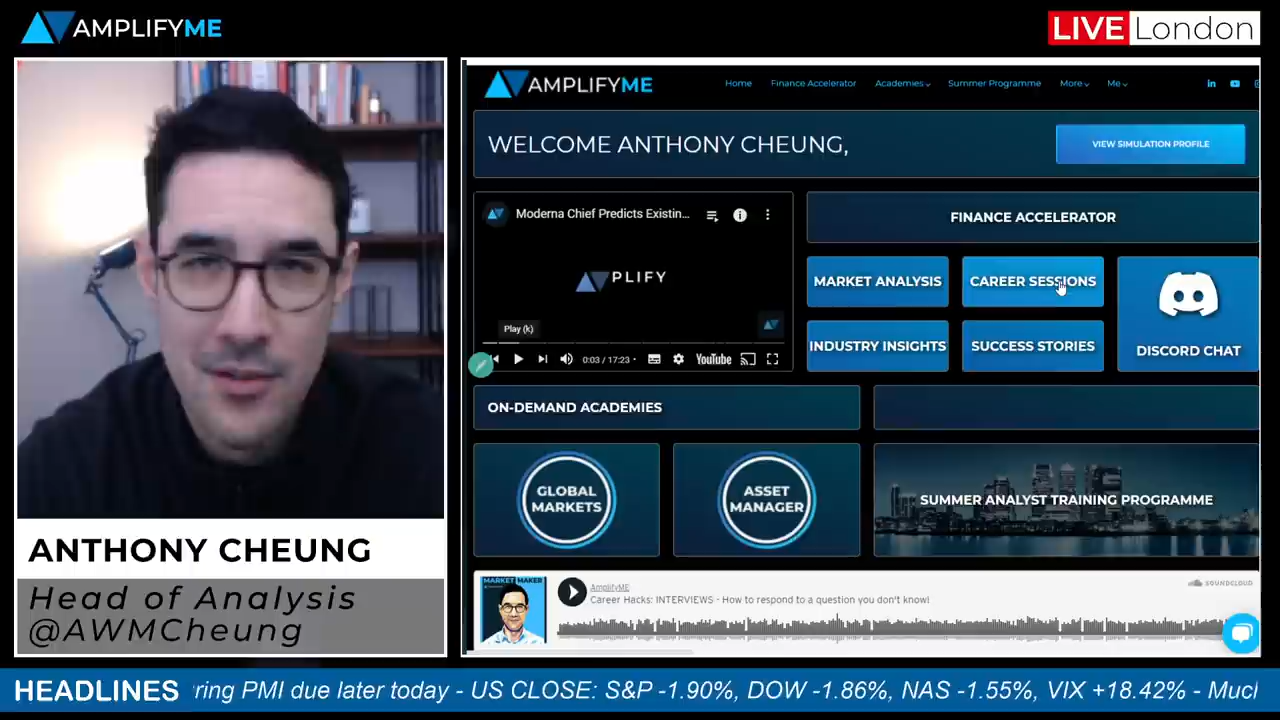 AMPLIFYME
LIVE London
AMPLIFYME
Home Finance Accelerator Academies Summer Programme More Me
WELCOME ANTHONY CHEUNG,
VIEW SIMULATION PROFILE
Moderna Chief Predicts Existin...
PLIFY
Play (k)
0:03 / 17:23
YouTube
FINANCE ACCELERATOR
MARKET ANALYSIS
CAREER SESSIONS
INDUSTRY INSIGHTS
SUCCESS STORIES
DISCORD CHAT
ON-DEMAND ACADEMIES
GLOBAL
MARKETS
ASSET
MANAGER
SUMMER ANALYST TRAINING PROGRAMME
MARKET MAKER
AmplifyME
Career Hacks: INTERVIEWS - How to respond to a question you don't know!
SOUNDCLOUD
ANTHONY CHEUNG
Head of Analysis
@AWMCheung
HEADLINES
ring PMI due later today - US CLOSE: S&P -1.90%, DOW -1.86%, NAS -1.55%, VIX +18.42% - Mucl